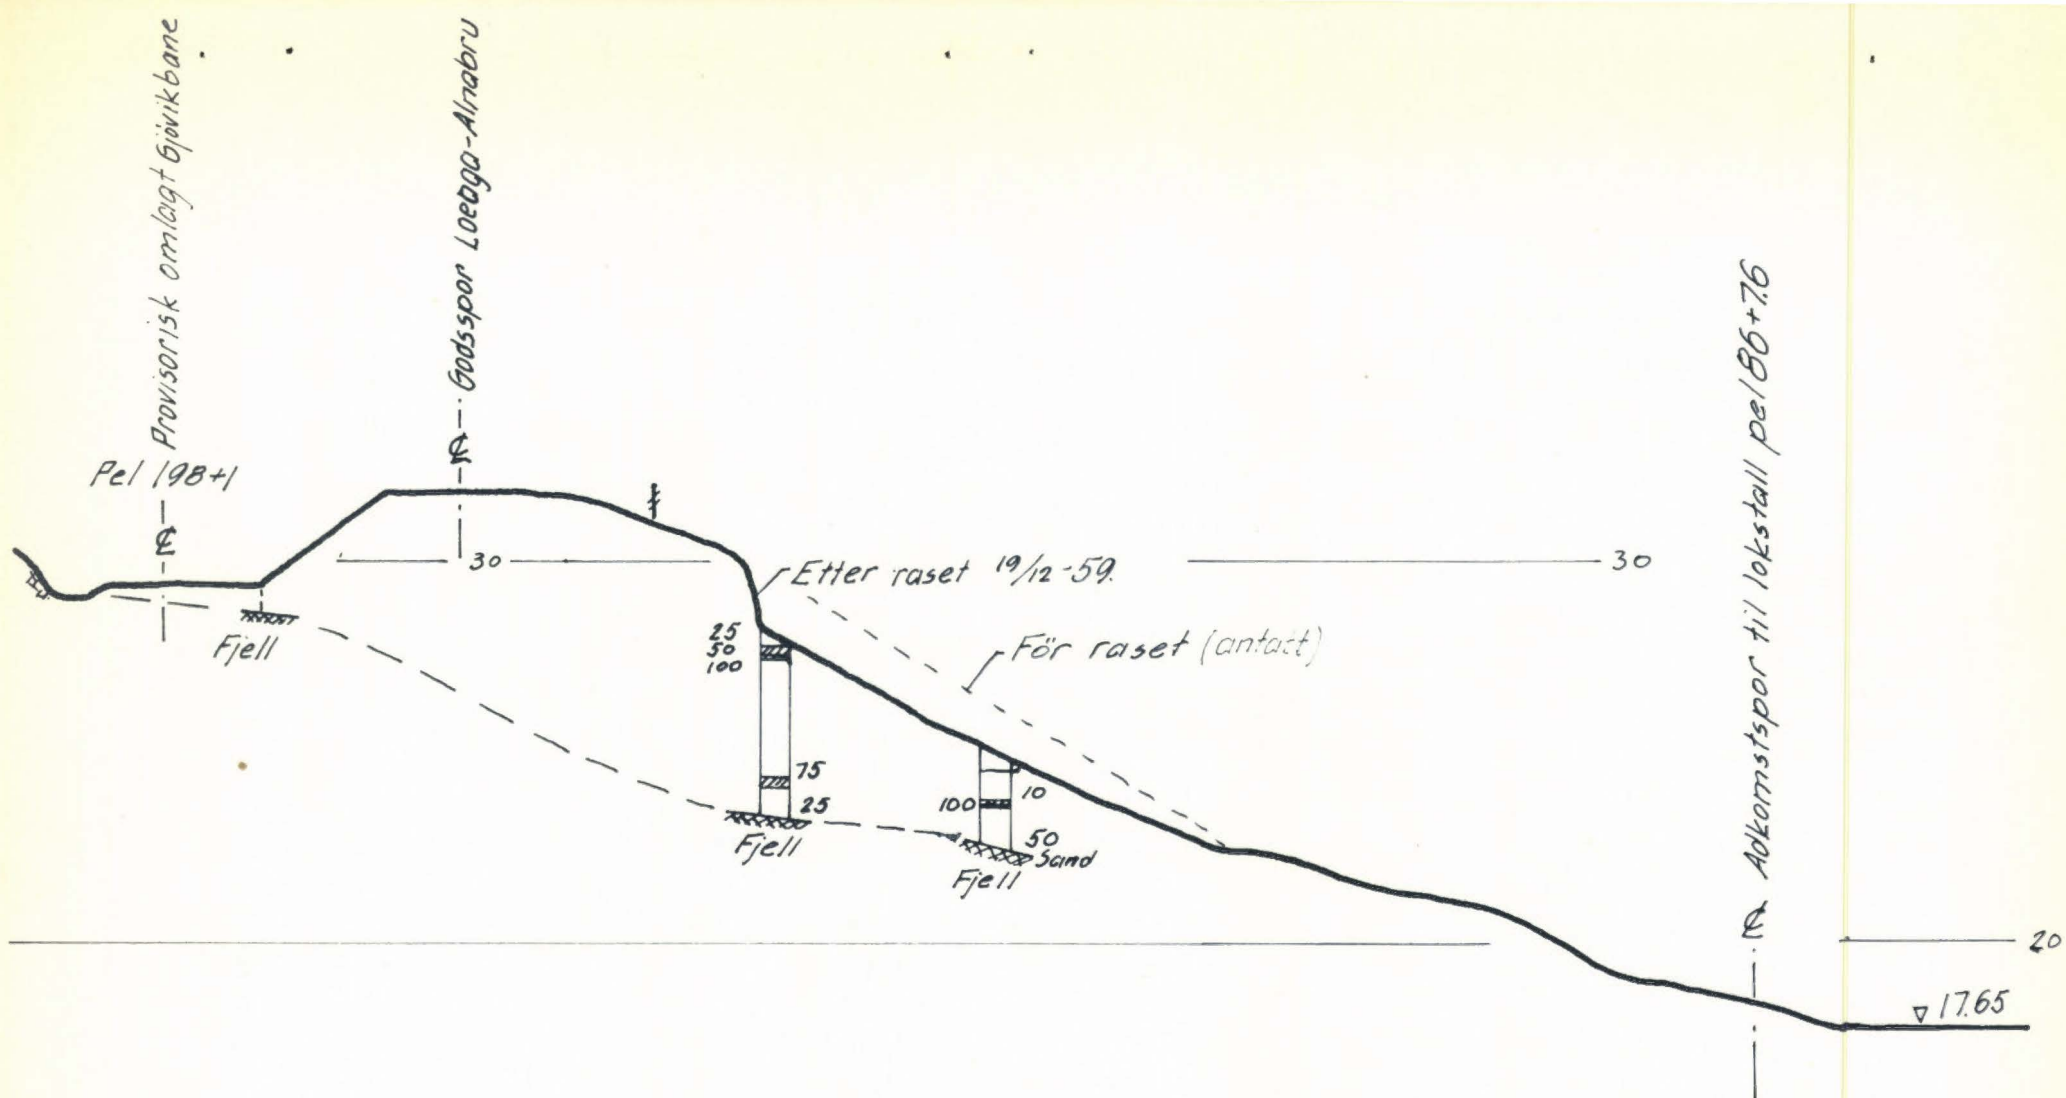 Provisorisk omlagt Gjövikbane
Godsspor Loenga-Alnabru
Pel 198+1
30
Etter raset 19/12-59.
30
För raset (antatt)
Fjell
25
50
100
75
25
Fjell
10
100
50
Sand
Fjell
Adkomstspor til lokstall pel 86+7.6
20
17.65